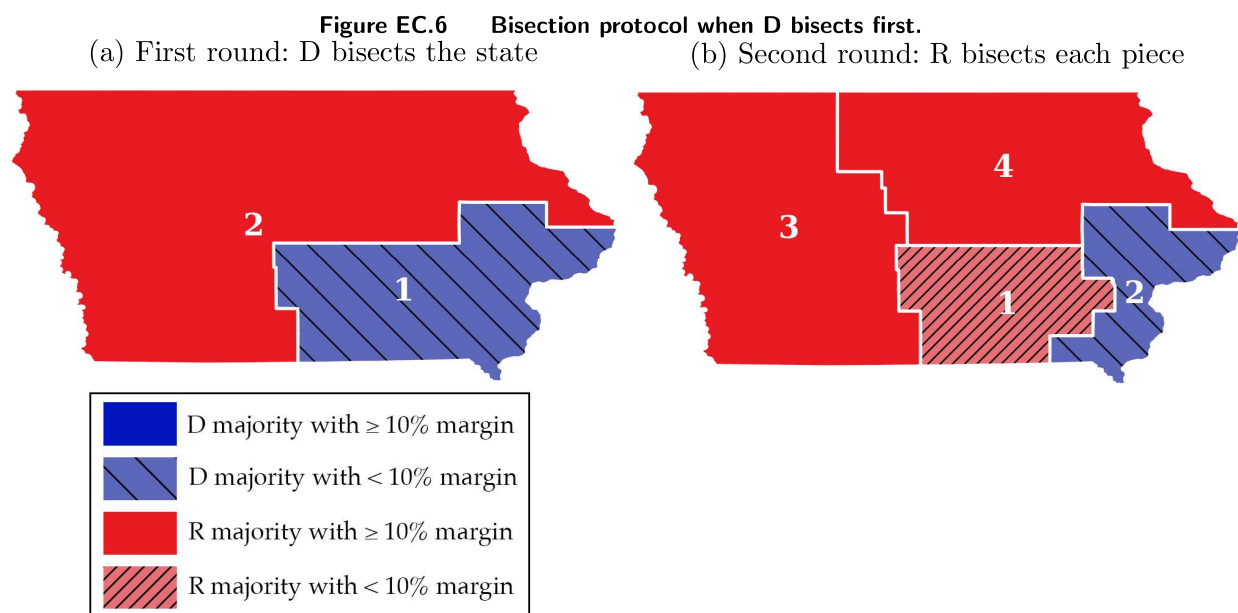 Figure EC.6 Bisection protocol when D bisects first.
(a) First round: D bisects the state
(b) Second round: R bisects each piece
2
1
3
4
1
2
D majority with ≥ 10% margin
D majority with < 10% margin
R majority with ≥ 10% margin
R majority with < 10% margin